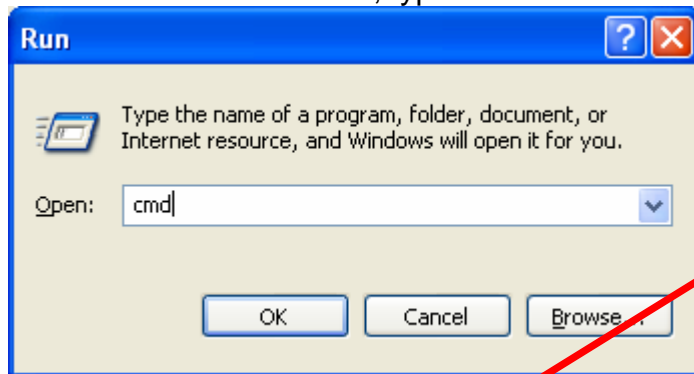 Run
Type the name of a program, folder, document, or
Internet resource, and Windows will open it for you.
Open: cmd
OK Cancel Browse...